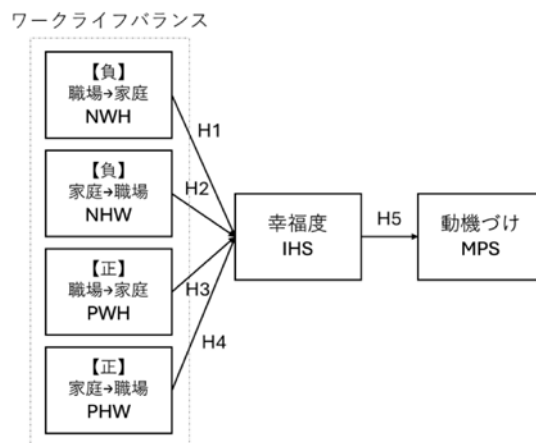 ワークライフバランス
【負】
職場→家庭
NWH
H1
【負】
家庭→職場
NHW
H2
幸福度
IHS
H5
動機づけ
MPS
【正】
職場→家庭
PWH
H3
H4
【正】
家庭→職場
PHW